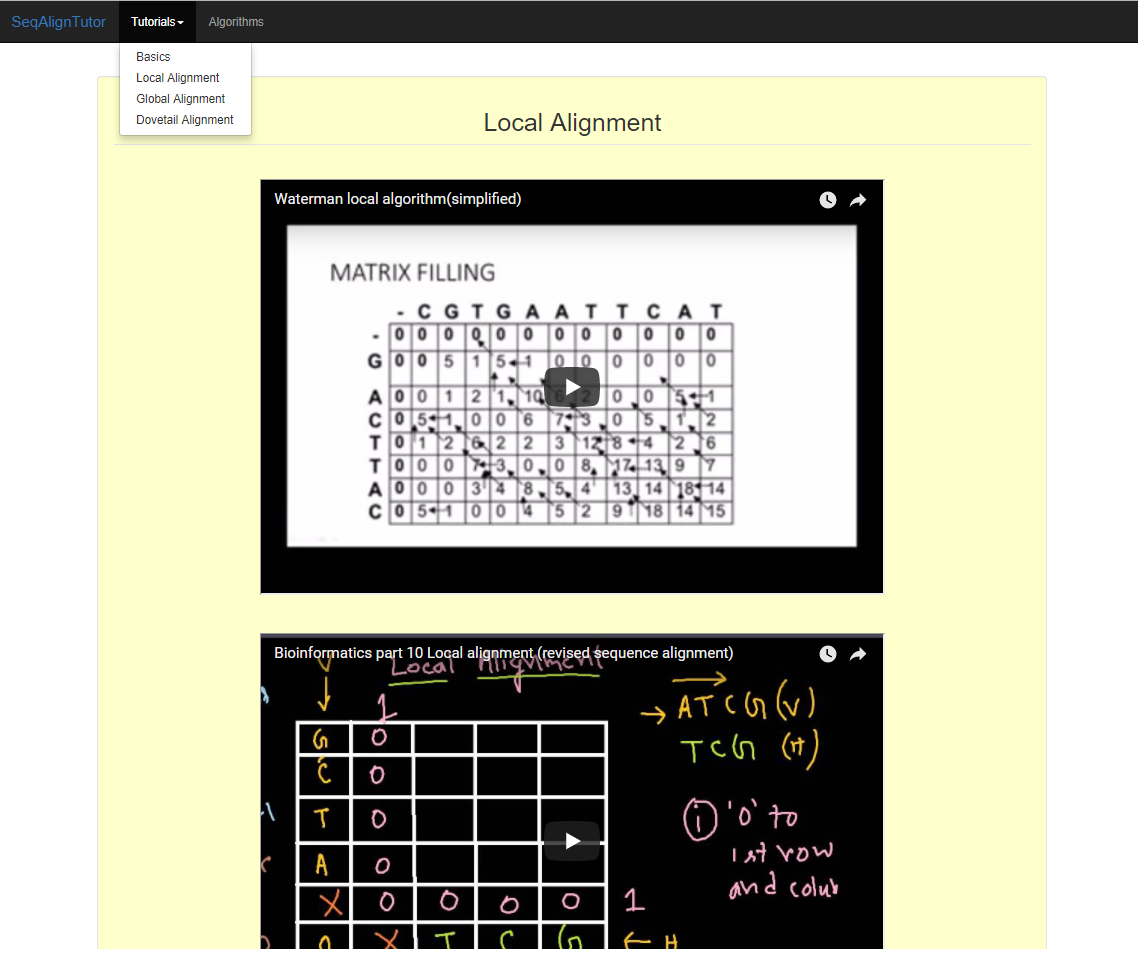 SeqAlignTutor Tutorials Algorithms
Basics
Local Alignment
Global Alignment
Dovetail Alignment
Local Alignment
Waterman local algorithm(simplified)
MATRIX FILLING
- C G T G A A T T C A T
- 0 0 0 0 0 0 0 0 0 0 0 0
G 0 0 5 1 5 1 0 0 0 0 0 0
A 0 0 1 2 1 10 6 2 0 0 5 1
C 0 5 1 0 0 6 7 3 0 5 1 2
T 0 1 2 6 2 2 3 12 8 4 2 6
T 0 0 0 7 3 0 0 8 17 13 9 7
A 0 0 0 3 4 8 5 4 13 14 18 14
C 0 5 1 0 0 4 5 2 9 18 14 15
Bioinformatics part 10 Local alignment (revised sequence alignment)
V Local Alignment
1
→ ATCG (V)
TCG (H)
G 0
C 0
T 0
A 0
X 0 0 0 0 1
0 X T C G ← H
i '0' to
1st row
and colu